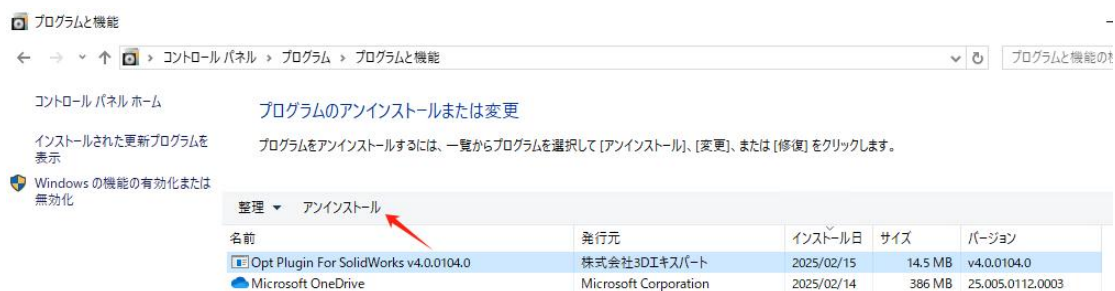 プログラムと機能
コントロール パネル › プログラム › プログラムと機能
プログラムと機能の
コントロール パネル ホーム
インストールされた更新プログラムを
表示
Windows の機能の有効化または
無効化
プログラムのアンインストールまたは変更
プログラムをアンインストールするには、一覧からプログラムを選択して [アンインストール]、[変更]、または [修復] をクリックします。
整理 アンインストール
名前 発行元 インストール日 サイズ バージョン
Opt Plugin For SolidWorks v4.0.0104.0 株式会社3Dエキスパート 2025/02/15 14.5 MB v4.0.0104.0
Microsoft OneDrive Microsoft Corporation 2025/02/14 386 MB 25.005.0112.0003